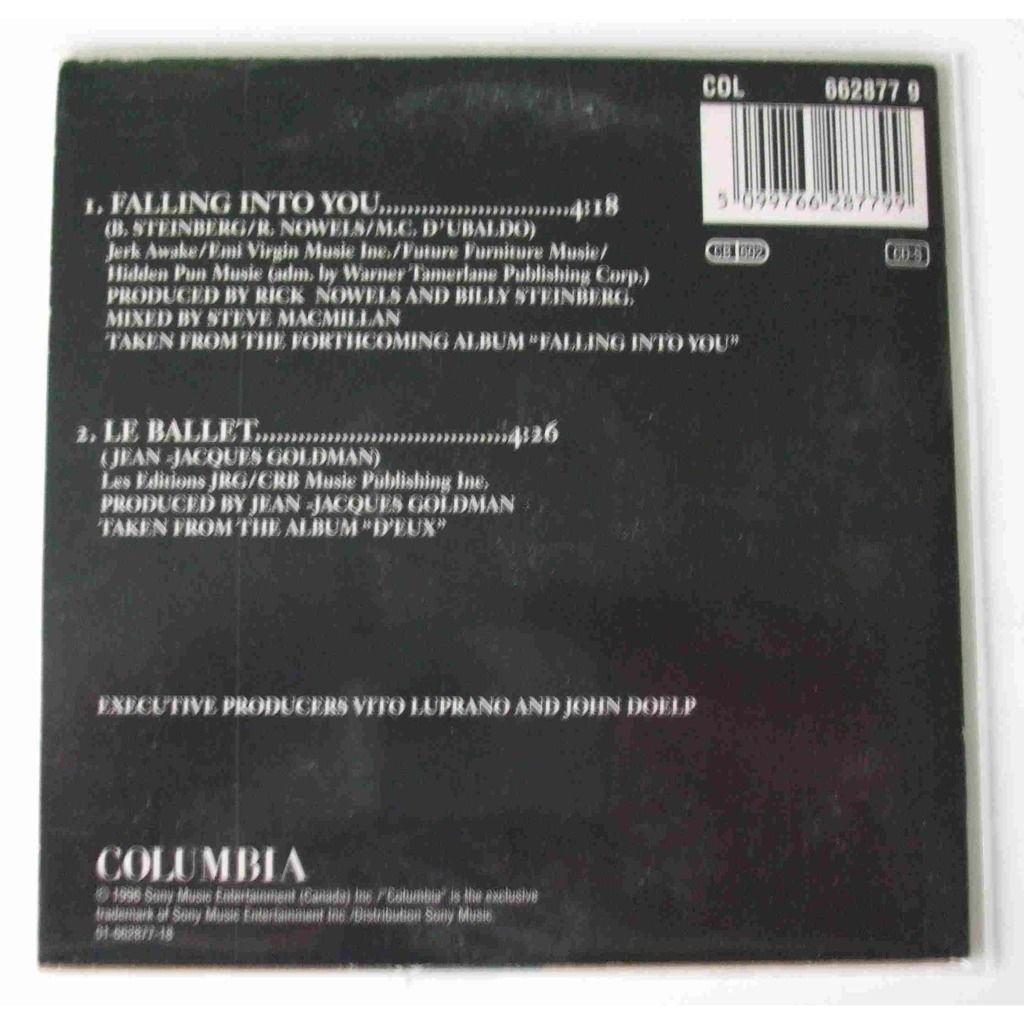 COL 662877 9
5 099766 287799
CB 692
CD-S
1. FALLING INTO YOU...........................4:18
(B. STEINBERG/R. NOWELS/M.C. D'UBALDO)
Jerk Awake/Emi Virgin Music Inc./Future Furniture Music/
Hidden Pun Music (adm. by Warner Tamerlane Publishing Corp.)
PRODUCED BY RICK NOWELS AND BILLY STEINBERG.
MIXED BY STEVE MACMILLAN
TAKEN FROM THE FORTHCOMING ALBUM "FALLING INTO YOU"
2. LE BALLET...................................4:26
(JEAN-JACQUES GOLDMAN)
Les Editions JRG/CRB Music Publishing Inc.
PRODUCED BY JEAN-JACQUES GOLDMAN
TAKEN FROM THE ALBUM "D'EUX"
EXECUTIVE PRODUCERS VITO LUPRANO AND JOHN DOELP
COLUMBIA
© 1996 Sony Music Entertainment (Canada) Inc./"Columbia" is the exclusive
trademark of Sony Music Entertainment Inc./Distribution Sony Music
01-662877-18